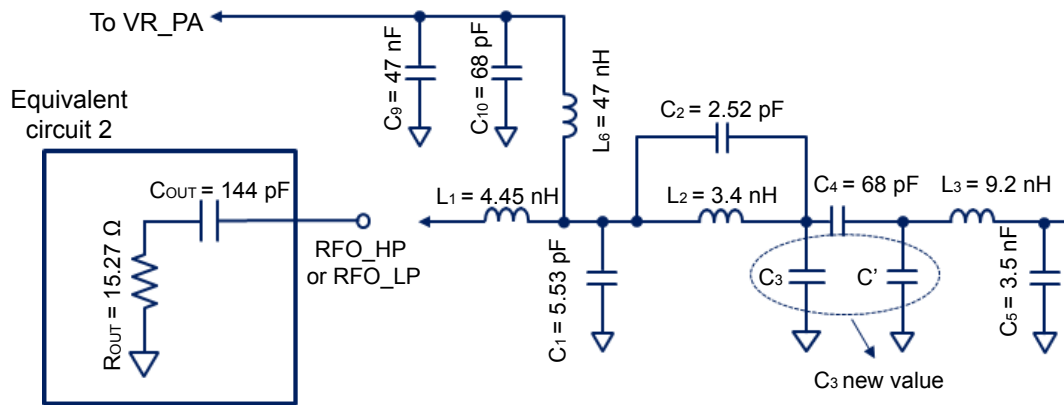 To VR_PA
C9 = 47 nF
C10 = 68 pF
L6 = 47 nH
Equivalent
circuit 2
COUT = 144 pF
ROUT = 15.27 Ω
RFO_HP
or RFO_LP
L1 = 4.45 nH
C1 = 5.53 pF
C2 = 2.52 pF
L2 = 3.4 nH
C4 = 68 pF
L3 = 9.2 nH
C3
C'
C5 = 3.5 nF
C3 new value